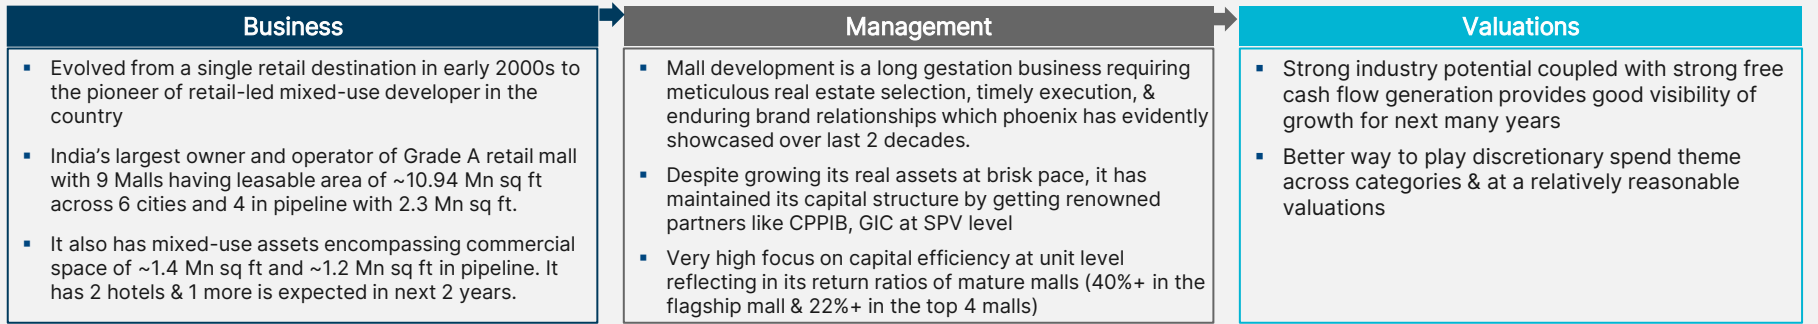 Business
▪ Evolved from a single retail destination in early 2000s to
the pioneer of retail-led mixed-use developer in the
country
▪ India's largest owner and operator of Grade A retail mall
with 9 Malls having leasable area of ~10.94 Mn sq ft
across 6 cities and 4 in pipeline with 2.3 Mn sq ft.
▪ It also has mixed-use assets encompassing commercial
space of ~1.4 Mn sq ft and ~1.2 Mn sq ft in pipeline. It
has 2 hotels & 1 more is expected in next 2 years.
Management
▪ Mall development is a long gestation business requiring
meticulous real estate selection, timely execution, &
enduring brand relationships which phoenix has evidently
showcased over last 2 decades.
▪ Despite growing its real assets at brisk pace, it has
maintained its capital structure by getting renowned
partners like CPPIB, GIC at SPV level
▪ Very high focus on capital efficiency at unit level
reflecting in its return ratios of mature malls (40%+ in the
flagship mall & 22%+ in the top 4 malls)
Valuations
▪ Strong industry potential coupled with strong free
cash flow generation provides good visibility of
growth for next many years
▪ Better way to play discretionary spend theme
across categories & at a relatively reasonable
valuations